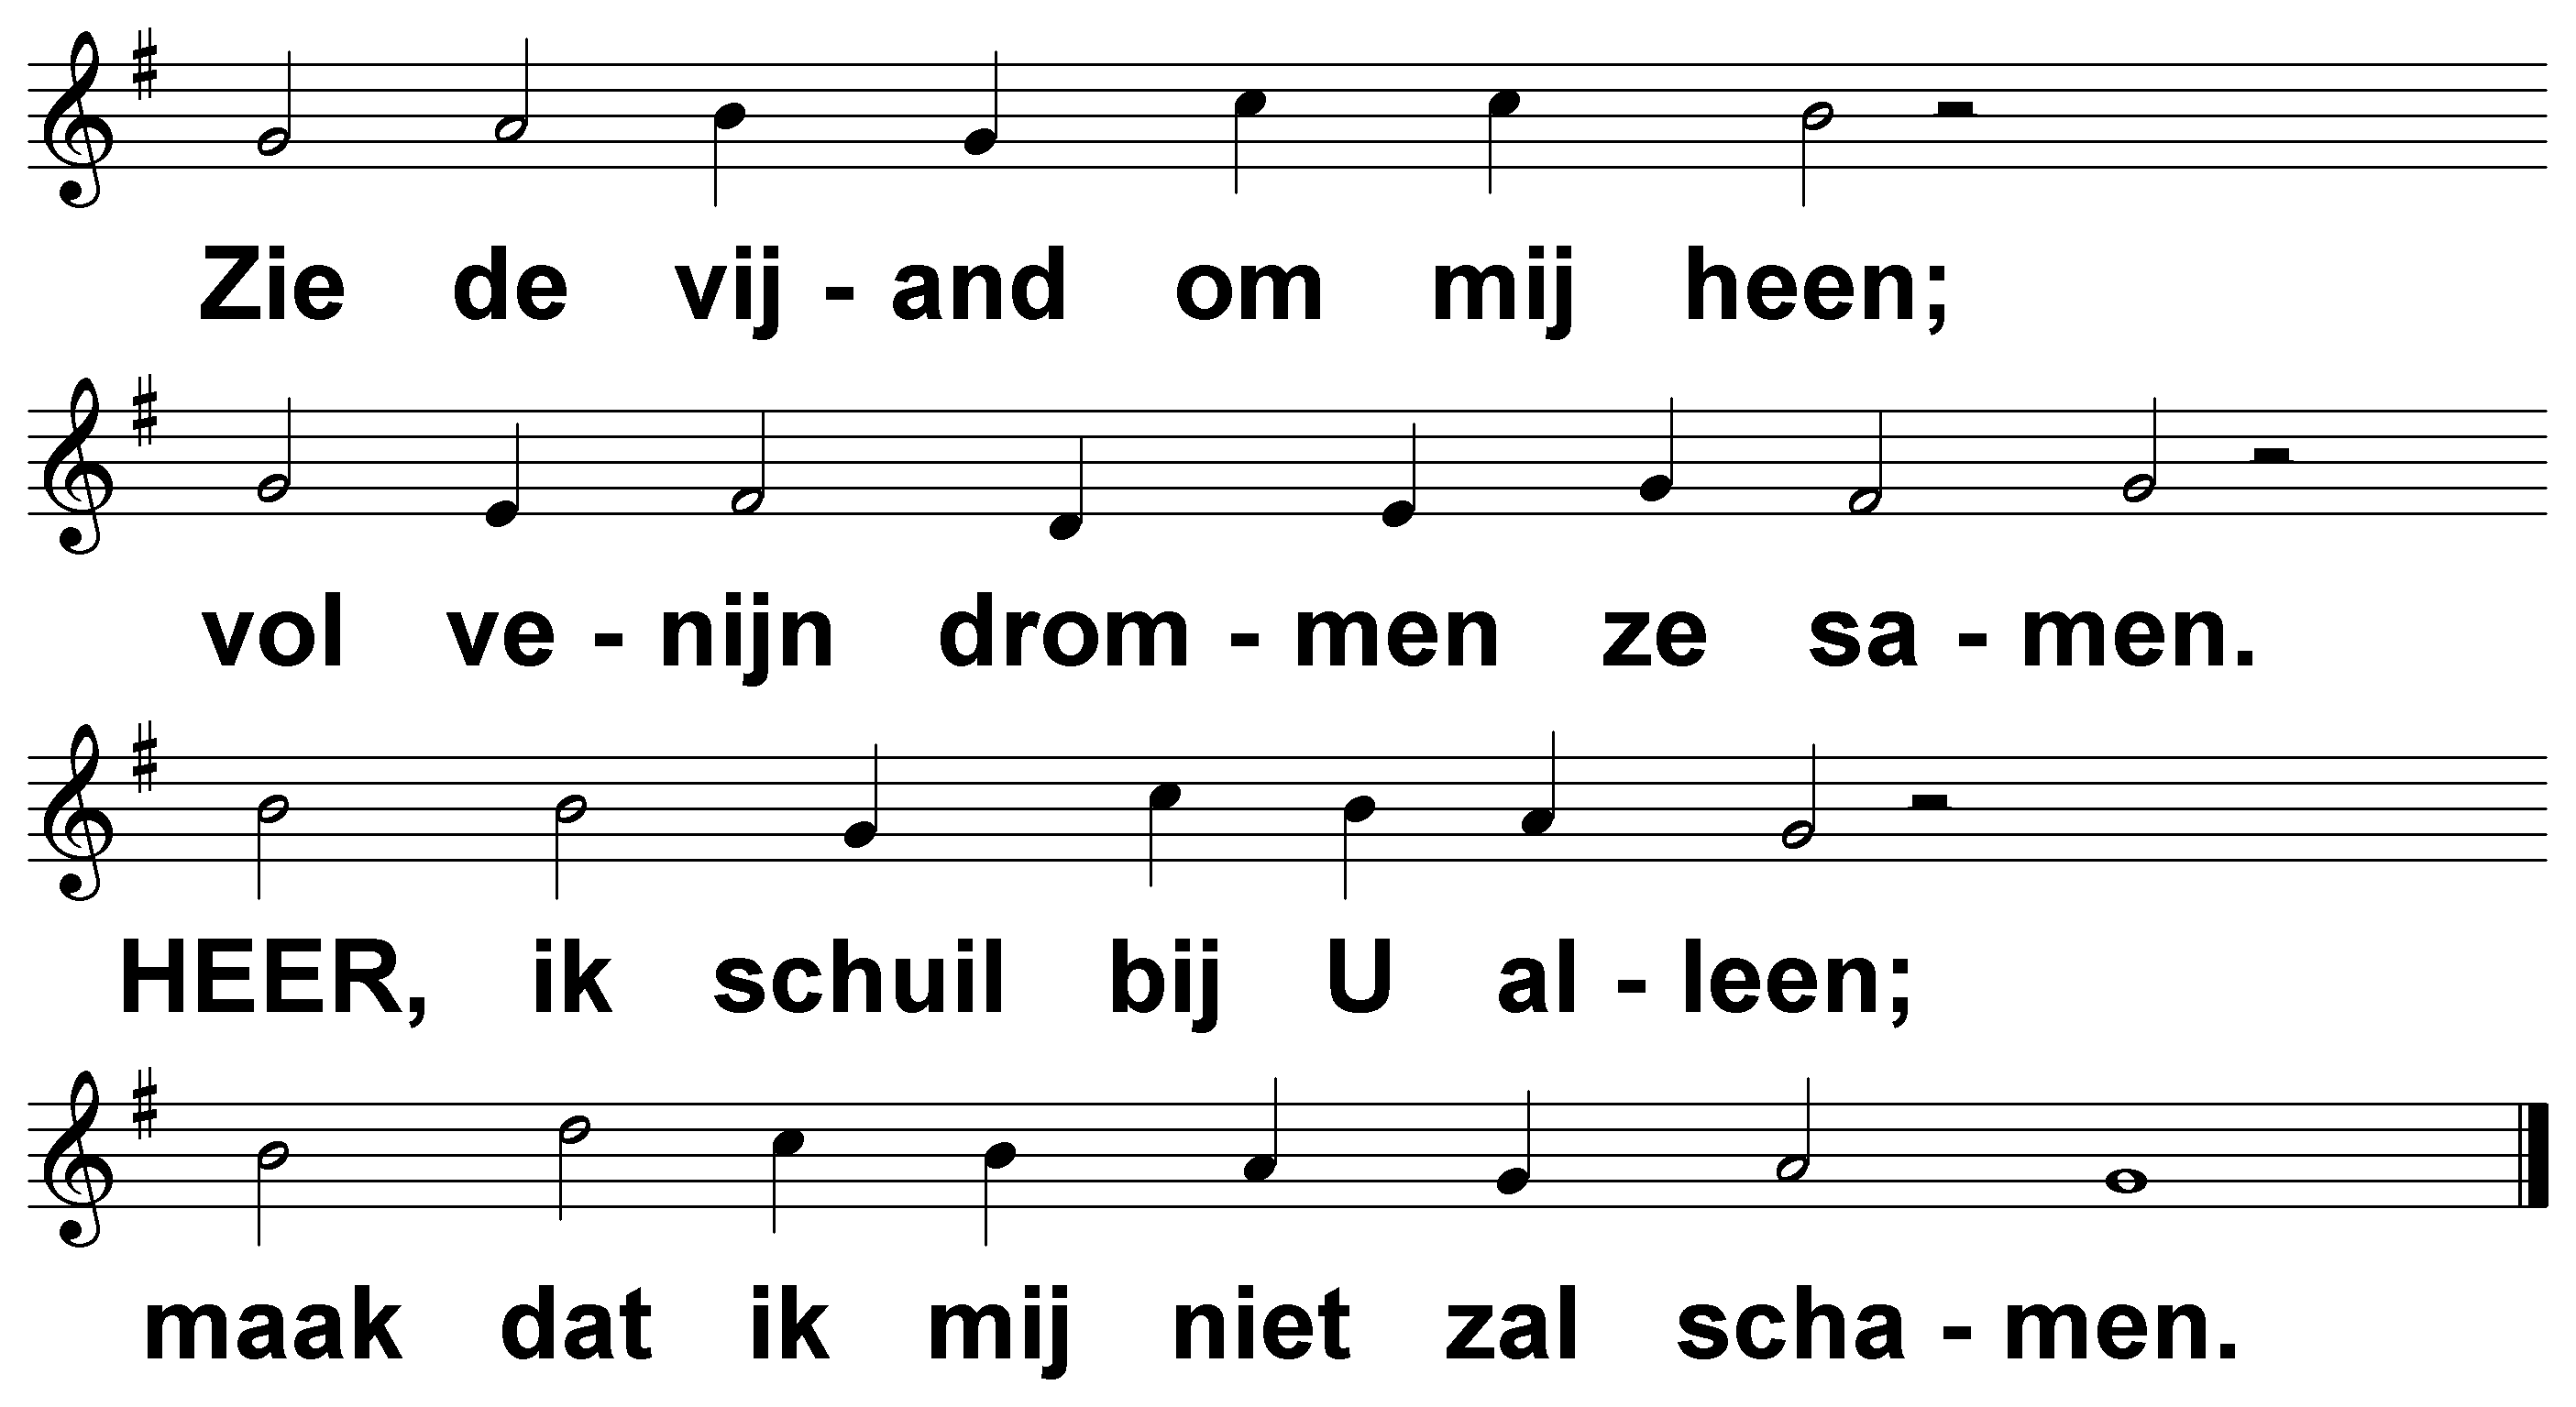 Zie de vij - and om mij heen;
vol ve - nijn drom - men ze sa - men.
HEER, ik schuil bij U al - leen;
maak dat ik mij niet zal scha - men.